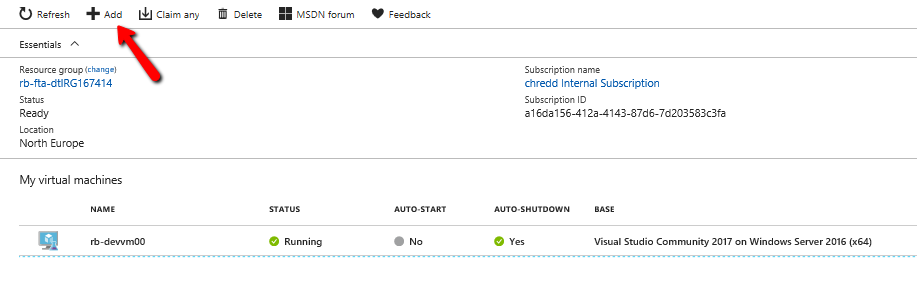 Refresh Add Claim any Delete MSDN forum Feedback
Essentials
Resource group (change)
rb-fta-dtlRG167414
Status
Ready
Location
North Europe
Subscription name
chredd Internal Subscription
Subscription ID
a16da156-412a-4143-87d6-7d203583c3fa
My virtual machines
NAME STATUS AUTO-START AUTO-SHUTDOWN BASE
rb-devvm00 Running No Yes Visual Studio Community 2017 on Windows Server 2016 (x64)